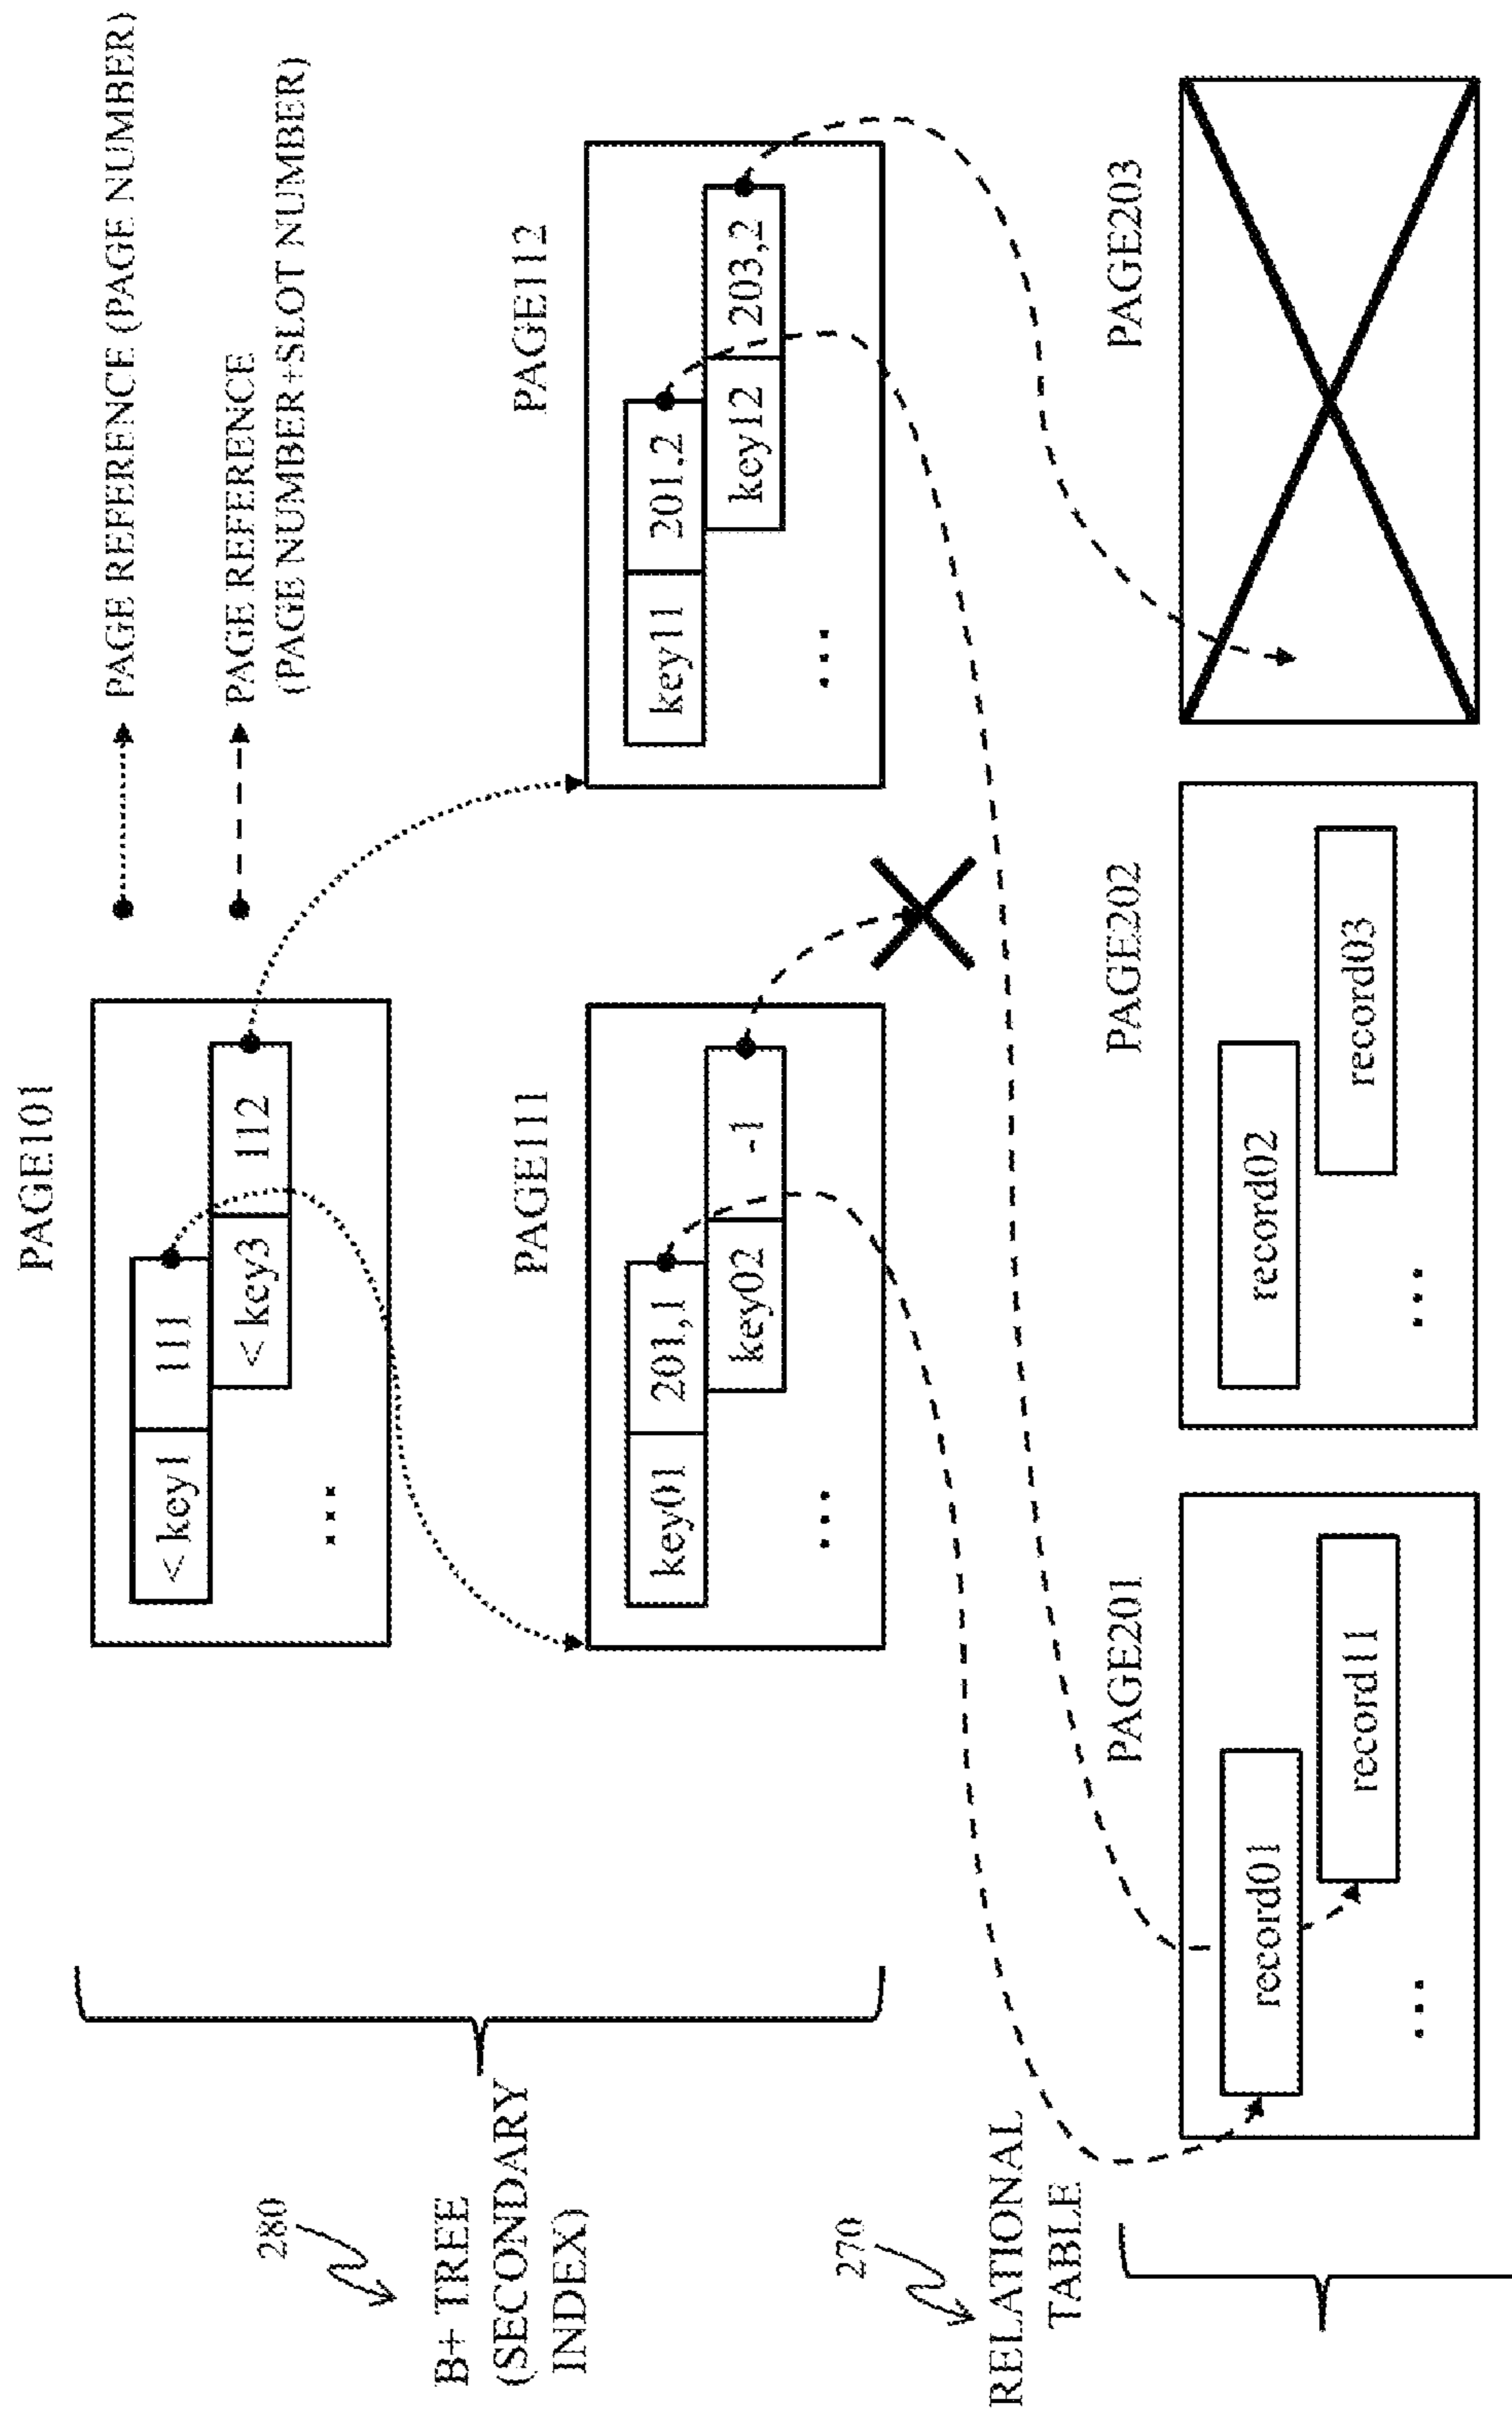 PAGE REFERENCE (PAGE NUMBER)
PAGE REFERENCE
(PAGE NUMBER+SLOT NUMBER)
280
B+ TREE
(SECONDARY
INDEX)
PAGE101
<key1 111
<key3 112
...
PAGE111
key01 201,1
key02 -1
...
PAGE112
key11 201,2
key12 203,2
...
270
RELATIONAL
TABLE
PAGE201
record01
record11
...
PAGE202
record02
record03
...
PAGE203